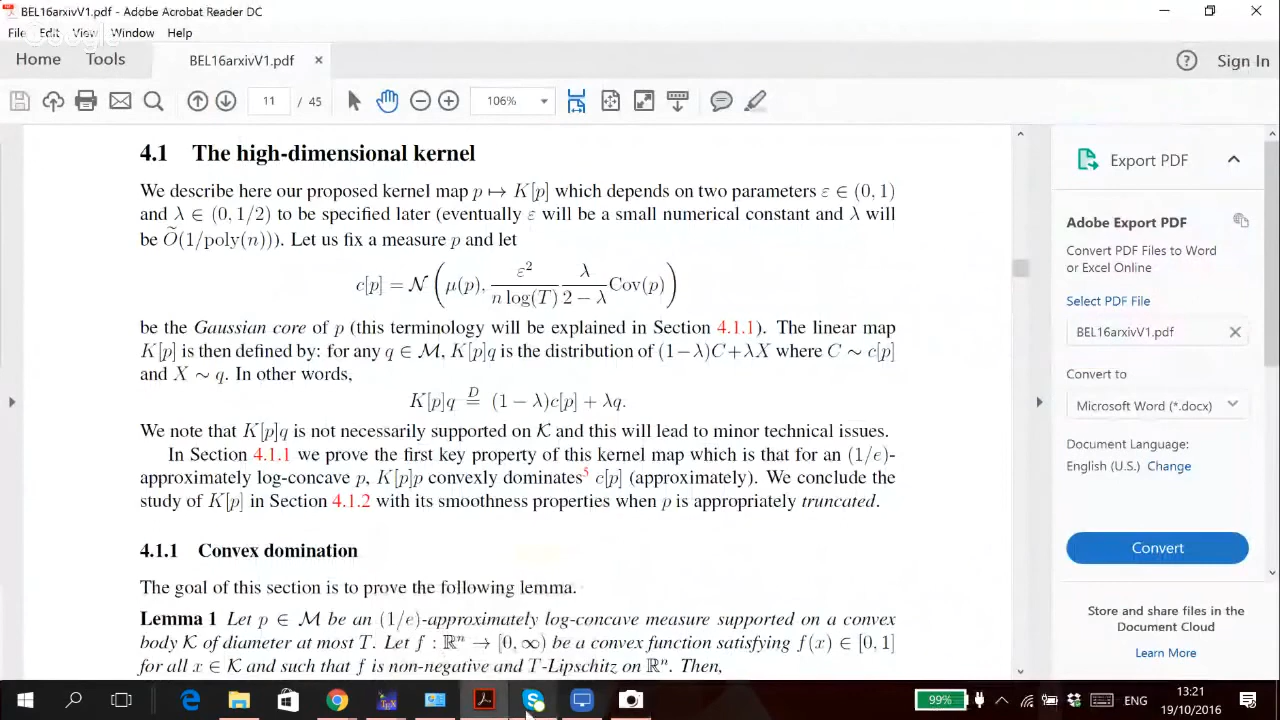 BEL16arxivV1.pdf - Adobe Acrobat Reader DC
File Edit View Window Help
Home Tools BEL16arxivV1.pdf × Sign In
11 / 45 106%
4.1 The high-dimensional kernel
We describe here our proposed kernel map p ↦ K[p] which depends on two parameters ε ∈ (0, 1)
and λ ∈ (0, 1/2) to be specified later (eventually ε will be a small numerical constant and λ will
be Õ(1/poly(n))). Let us fix a measure p and let
c[p] = 𝒩 ( μ(p), ε² / (n log(T)) λ / (2 − λ) Cov(p) )
be the Gaussian core of p (this terminology will be explained in Section 4.1.1). The linear map
K[p] is then defined by: for any q ∈ ℳ, K[p]q is the distribution of (1−λ)C+λX where C ∼ c[p]
and X ∼ q. In other words,
K[p]q D= (1 − λ)c[p] + λq.
We note that K[p]q is not necessarily supported on 𝒦 and this will lead to minor technical issues.
In Section 4.1.1 we prove the first key property of this kernel map which is that for an (1/e)-
approximately log-concave p, K[p]p convexly dominates⁵ c[p] (approximately). We conclude the
study of K[p] in Section 4.1.2 with its smoothness properties when p is appropriately truncated.
4.1.1 Convex domination
The goal of this section is to prove the following lemma.
Lemma 1 Let p ∈ ℳ be an (1/e)-approximately log-concave measure supported on a convex
body 𝒦 of diameter at most T. Let f : ℝⁿ → [0, ∞) be a convex function satisfying f(x) ∈ [0, 1]
for all x ∈ 𝒦 and such that f is non-negative and T-Lipschitz on ℝⁿ. Then,
Export PDF
Adobe Export PDF
Convert PDF Files to Word
or Excel Online
Select PDF File
BEL16arxivV1.pdf ×
Convert to
Microsoft Word (*.docx)
Document Language:
English (U.S.) Change
Convert
Store and share files in the
Document Cloud
Learn More
99% ENG 13:21
19/10/2016
Google